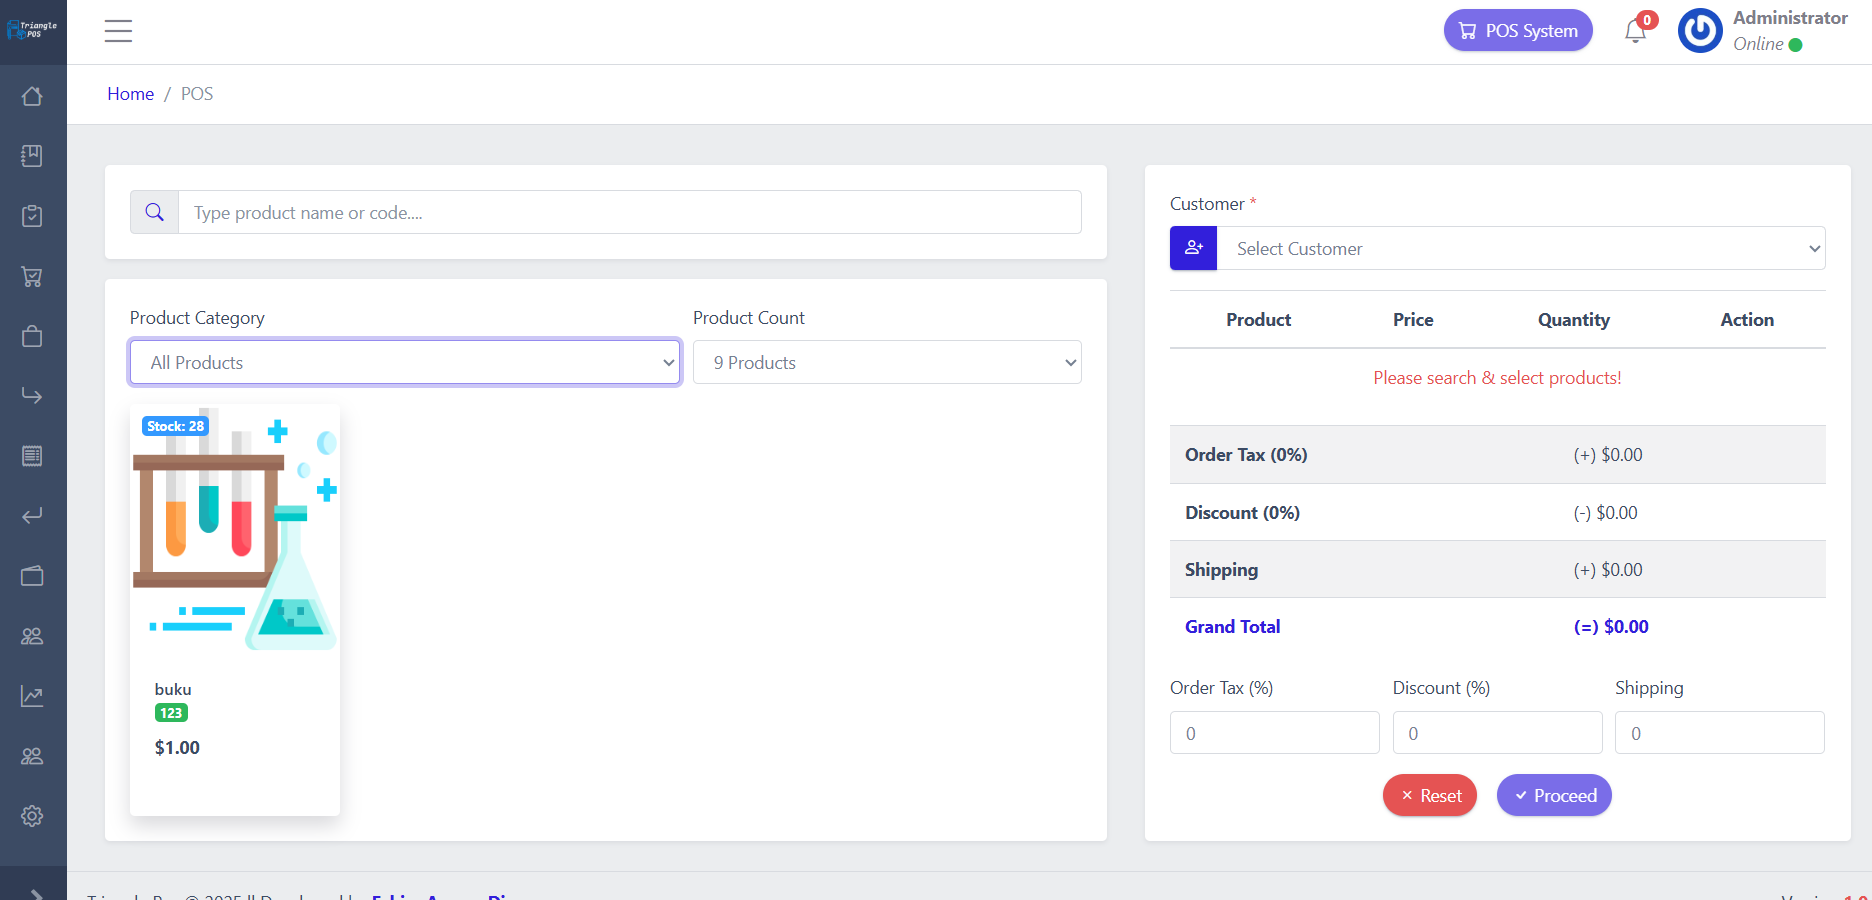 Triangle
POS
POS System
0
Administrator
Online
Home / POS
Type product name or code....
Product Category
Product Count
All Products
9 Products
Stock: 28
buku
123
$1.00
Customer *
Select Customer
Product Price Quantity Action
Please search & select products!
Order Tax (0%) (+) $0.00
Discount (0%) (-) $0.00
Shipping (+) $0.00
Grand Total (=) $0.00
Order Tax (%) Discount (%) Shipping
0 0 0
Reset Proceed